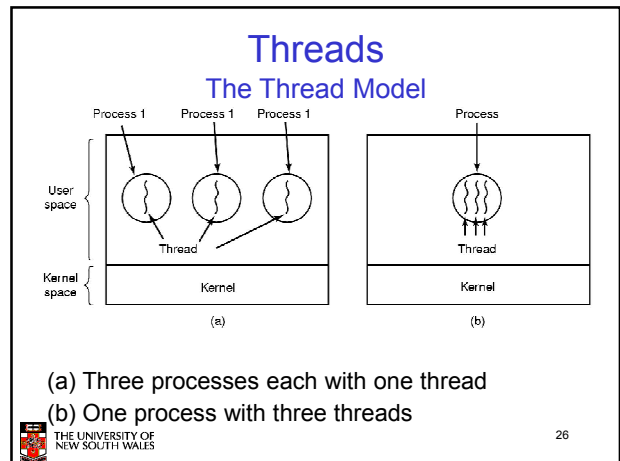 Threads
The Thread Model
Process 1 Process 1 Process 1
Process
User
space
Thread
Thread
Kernel
space
Kernel
Kernel
(a)
(b)
(a) Three processes each with one thread
(b) One process with three threads
THE UNIVERSITY OF
NEW SOUTH WALES
26